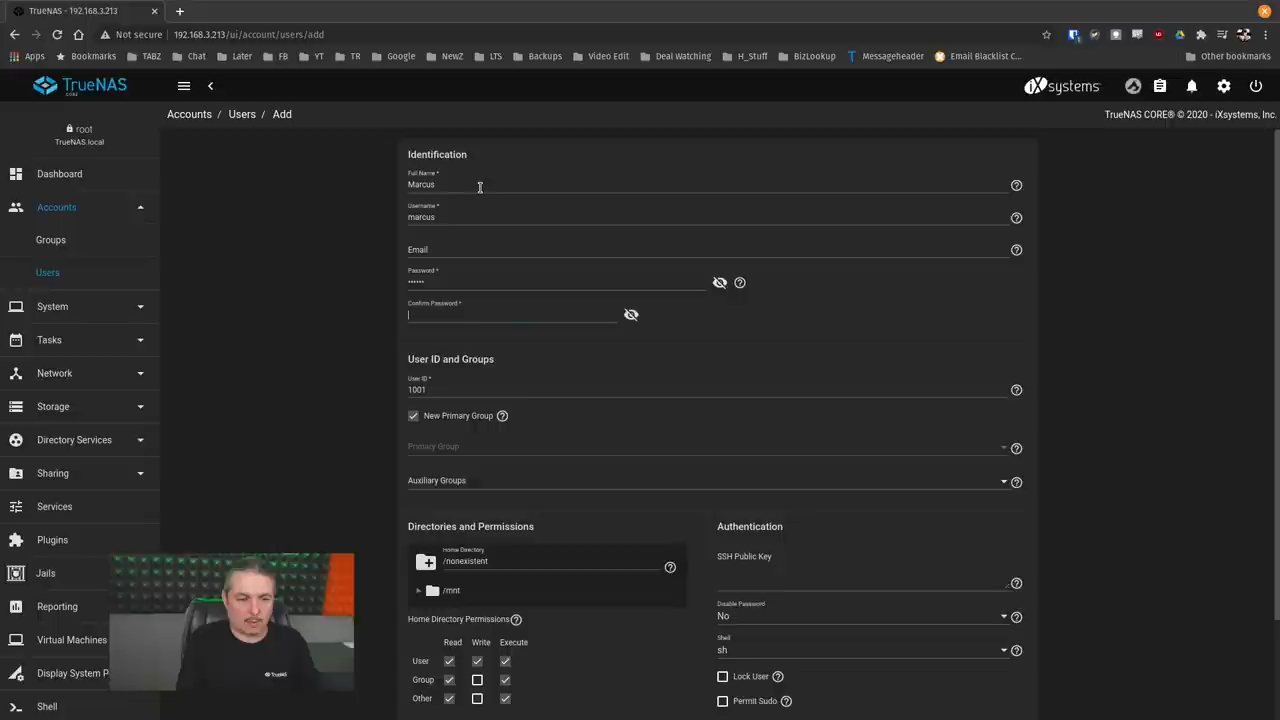 TrueNAS - 192.168.3.213
Not secure 192.168.3.213/ui/account/users/add
Apps Bookmarks TABZ Chat Later FB YT TR Google NewZ LTS Backups Video Edit Deal Watching H_Stuff BizLookup Messageheader Email Blacklist C... Other bookmarks
TrueNAS
CORE
iXsystems
Accounts / Users / Add
TrueNAS CORE® © 2020 - iXsystems, Inc.
root
TrueNAS.local
Dashboard
Accounts
Groups
Users
System
Tasks
Network
Storage
Directory Services
Sharing
Services
Plugins
Jails
Reporting
Virtual Machines
Display System P
Shell
Identification
Full Name *
Marcus
Username *
marcus
Email
Password *
••••••
Confirm Password *
User ID and Groups
User ID *
1001
New Primary Group
Primary Group
Auxiliary Groups
Directories and Permissions
Home Directory
/nonexistent
/mnt
Home Directory Permissions
Read Write Execute
User
Group
Other
Authentication
SSH Public Key
Disable Password
No
Shell
sh
Lock User
Permit Sudo
TrueNAS